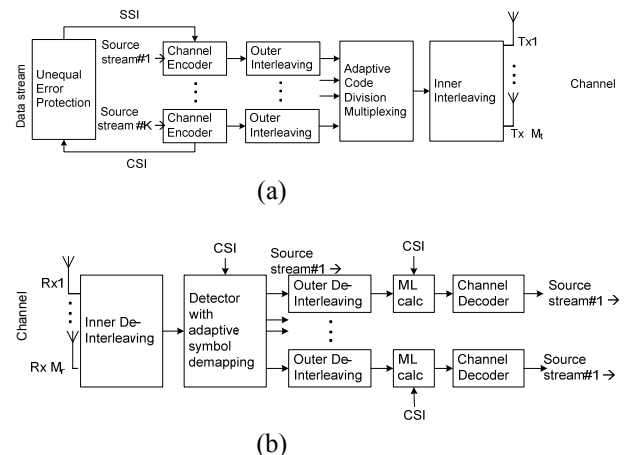 SSI
Data stream
Unequal
Error
Protection
Source
stream#1 →
Channel
Encoder
Outer
Interleaving
Source
stream #K →
Channel
Encoder
Outer
Interleaving
CSI
Adaptive
Code
Division
Multiplexing
Inner
Interleaving
Tx1
Tx Mt
Channel
(a)
Channel
Rx1
Rx Mr
Inner De-
Interleaving
CSI
Detector
with
adaptive
symbol
demapping
Source
stream#1 →
Outer De-
Interleaving
CSI
ML
calc
Channel
Decoder
Source
stream#1 →
Outer De-
Interleaving
ML
calc
CSI
Channel
Decoder
Source
stream#1 →
(b)